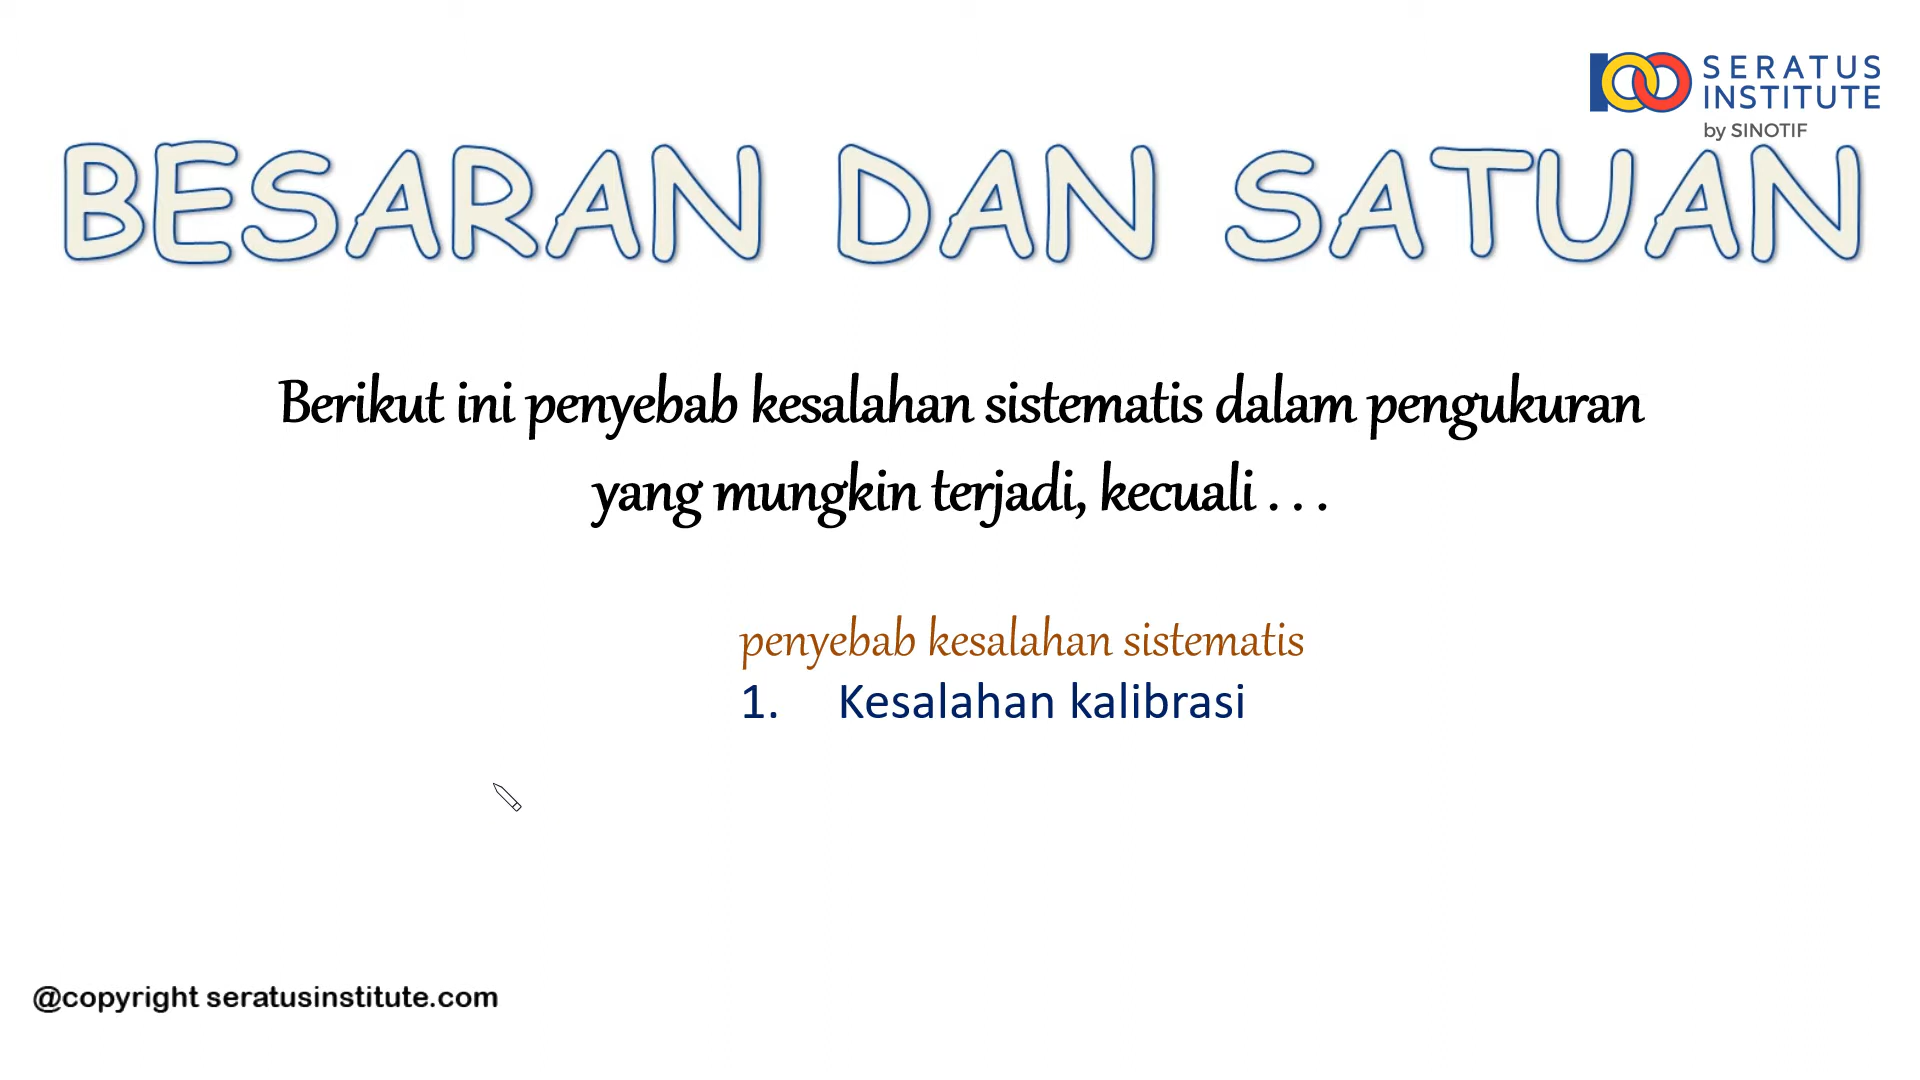 SERATUS
INSTITUTE
by SINOTIF
BESARAN DAN SATUAN
Berikut ini penyebab kesalahan sistematis dalam pengukuran
yang mungkin terjadi, kecuali . . .
penyebab kesalahan sistematis
1. Kesalahan kalibrasi
@copyright seratusinstitute.com